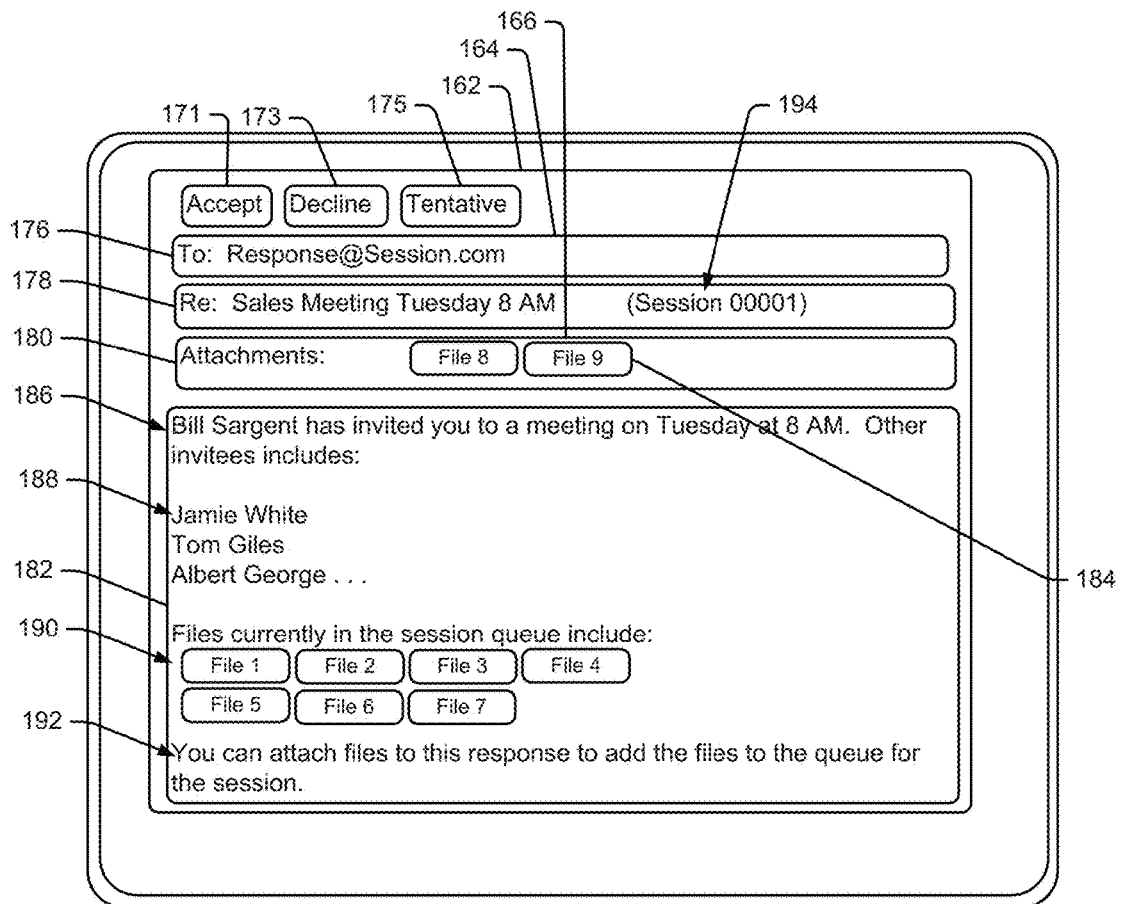 166
164
162
171 173 175 194
Accept Decline Tentative
176
To: Response@Session.com
178
Re: Sales Meeting Tuesday 8 AM (Session 00001)
180
Attachments: File 8 File 9
186
Bill Sargent has invited you to a meeting on Tuesday at 8 AM. Other
invitees includes:
188
Jamie White
Tom Giles
182
Albert George . . .
184
190
Files currently in the session queue include:
File 1 File 2 File 3 File 4
File 5 File 6 File 7
192
You can attach files to this response to add the files to the queue for
the session.